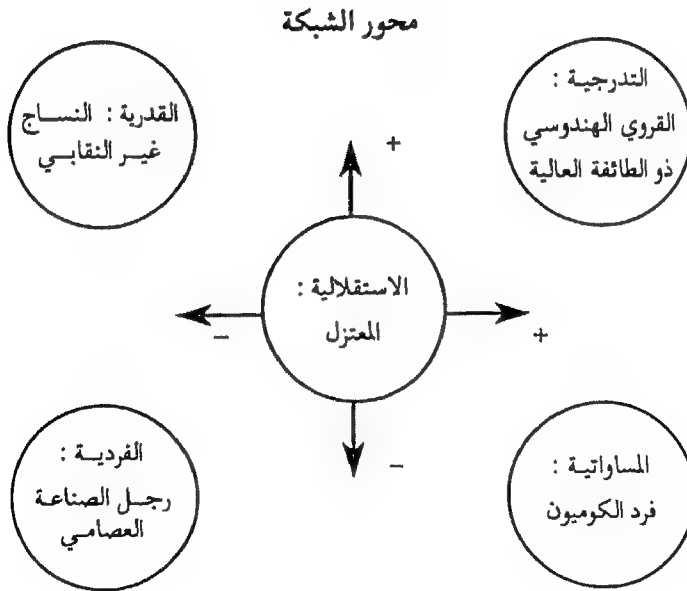 محور الشبكة
التدرجية :
القروي الهندوسي
ذو الطائفة العالية
القدرية : النساج
غير النقابي
+
الاستقلالية :
المعتزل
+
−
−
المساواتية :
فرد الكوميون
الفردية :
رجل الصناعة
العصامي